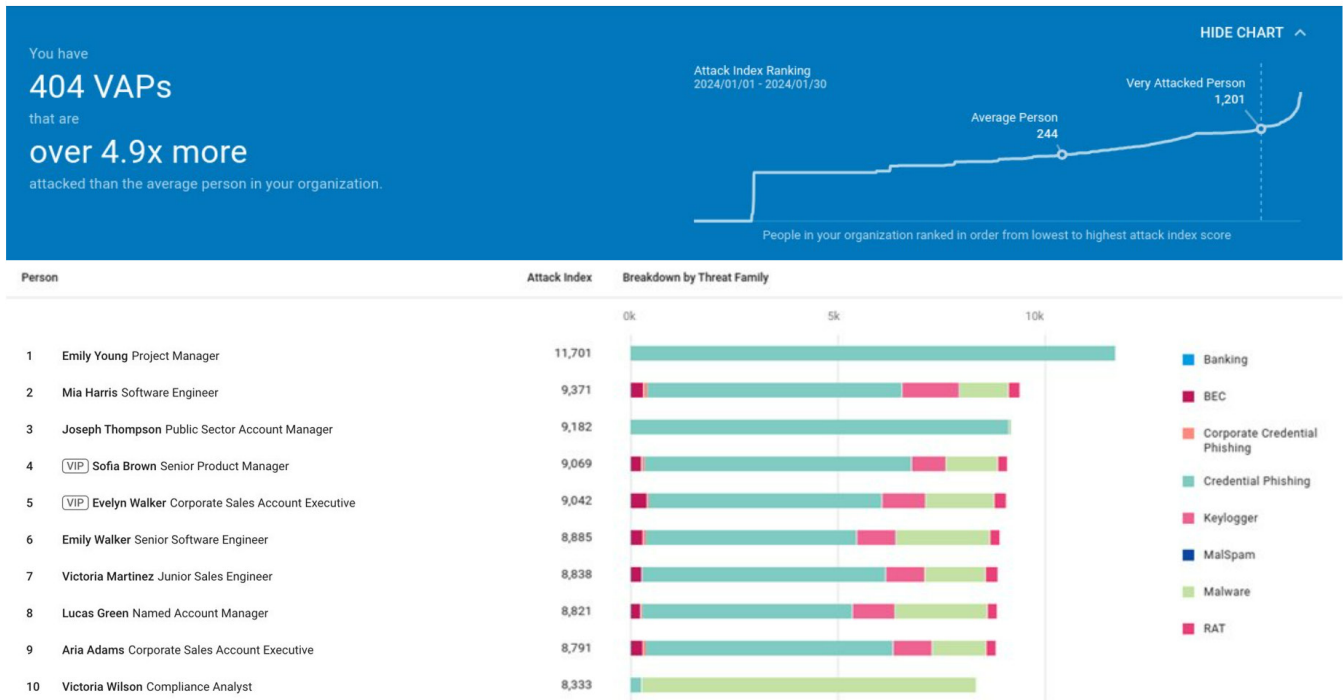 HIDE CHART
You have
404 VAPs
that are
over 4.9x more
attacked than the average person in your organization.
Attack Index Ranking
2024/01/01 - 2024/01/30
Average Person
244
Very Attacked Person
1,201
People in your organization ranked in order from lowest to highest attack index score
Person Attack Index Breakdown by Threat Family
0k 5k 10k
1 Emily Young Project Manager 11,701
2 Mia Harris Software Engineer 9,371
3 Joseph Thompson Public Sector Account Manager 9,182
4 VIP Sofia Brown Senior Product Manager 9,069
5 VIP Evelyn Walker Corporate Sales Account Executive 9,042
6 Emily Walker Senior Software Engineer 8,885
7 Victoria Martinez Junior Sales Engineer 8,838
8 Lucas Green Named Account Manager 8,821
9 Aria Adams Corporate Sales Account Executive 8,791
10 Victoria Wilson Compliance Analyst 8,333
Banking
BEC
Corporate Credential
Phishing
Credential Phishing
Keylogger
MalSpam
Malware
RAT